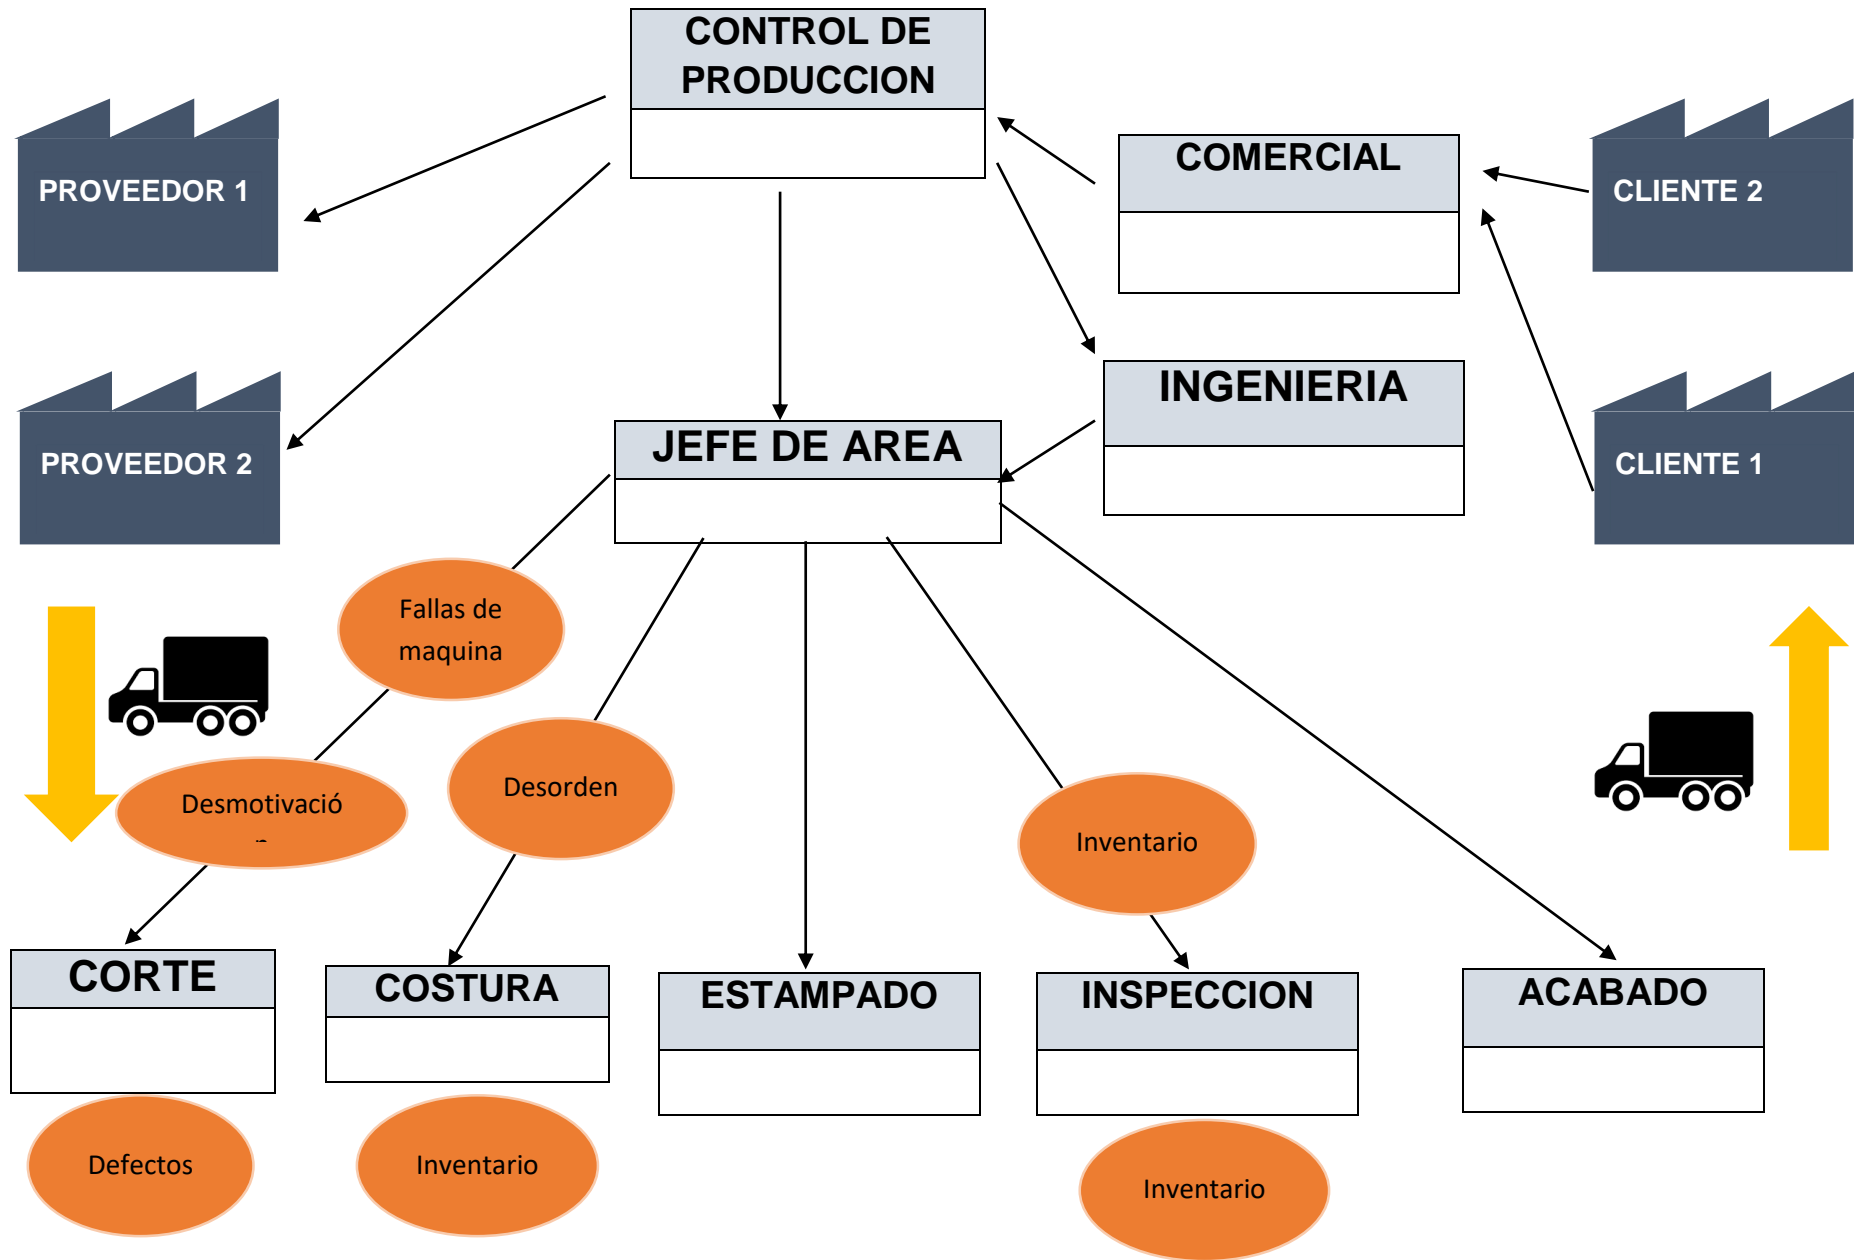 CONTROL DE
PRODUCCION
PROVEEDOR 1
COMERCIAL
CLIENTE 2
INGENIERIA
JEFE DE AREA
PROVEEDOR 2
CLIENTE 1
Fallas de
maquina
Desmotivació
n
Desorden
Inventario
CORTE
COSTURA
ESTAMPADO
INSPECCION
ACABADO
Defectos
Inventario
Inventario